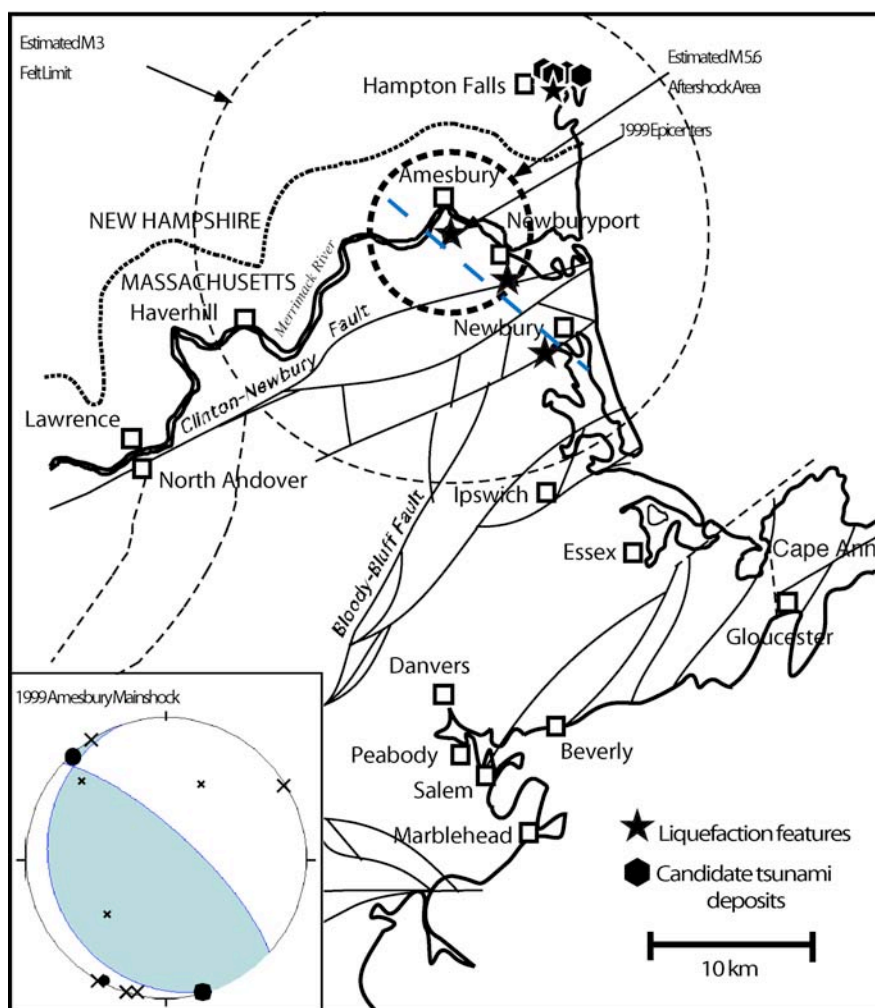 Estimated M 3
Felt Limit
Estimated M 5.6
Aftershock Area
1999 Epicenters
Hampton Falls
Amesbury
NEW HAMPSHIRE
Newburyport
MASSACHUSETTS
Haverhill
Merrimack River
Newbury
Clinton-Newbury Fault
Lawrence
North Andover
Ipswich
Bloody-Bluff Fault
Essex
Cape Ann
Gloucester
Danvers
1999 Amesbury Mainshock
Peabody
Beverly
Salem
Marblehead
Liquefaction features
Candidate tsunami
deposits
10 km